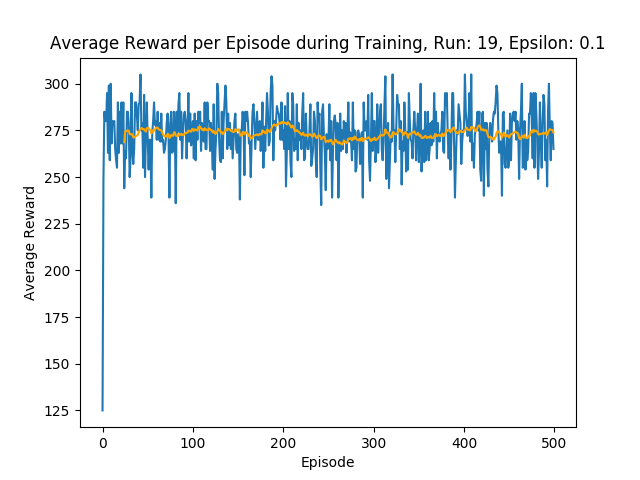 Average Reward per Episode during Training, Run: 19, Epsilon: 0.1
300
275
250
225
200
175
150
125
Average Reward
0 100 200 300 400 500
Episode